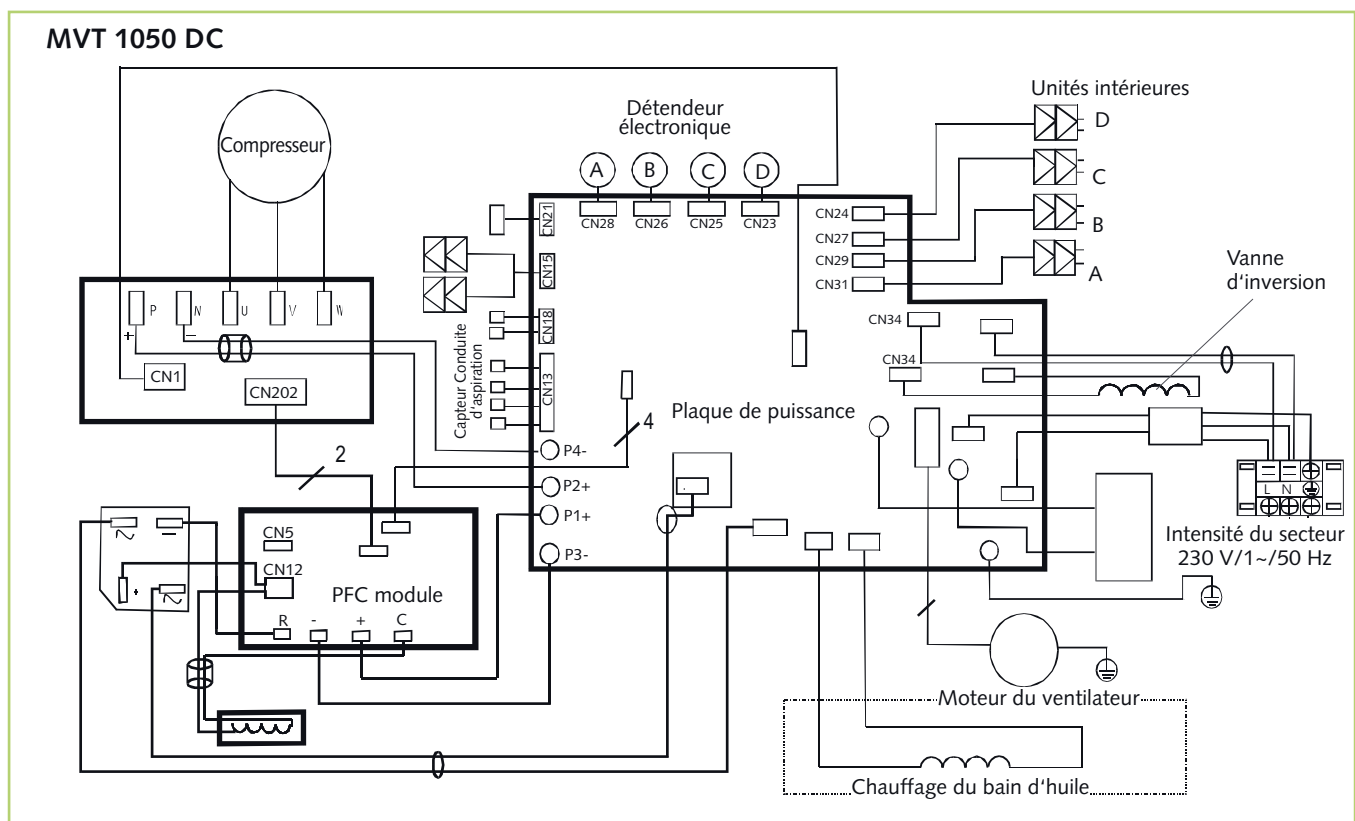 MVT 1050 DC
Unités intérieures
Détendeur
électronique
Compresseur
A
B
C
D
D
C
B
A
CN28
CN26
CN25
CN23
CN21
CN15
CN18
CN13
CN24
CN27
CN29
CN31
Vanne
d'inversion
P
N
U
V
W
+
−
CN1
CN202
Capteur Conduite
d'aspiration
CN34
CN34
Plaque de puissance
4
2
P4-
P2+
P1+
P3-
L N
Intensité du secteur
230 V/1~/50 Hz
CN5
CN12
PFC module
R
-
+
C
+
Moteur du ventilateur
Chauffage du bain d'huile